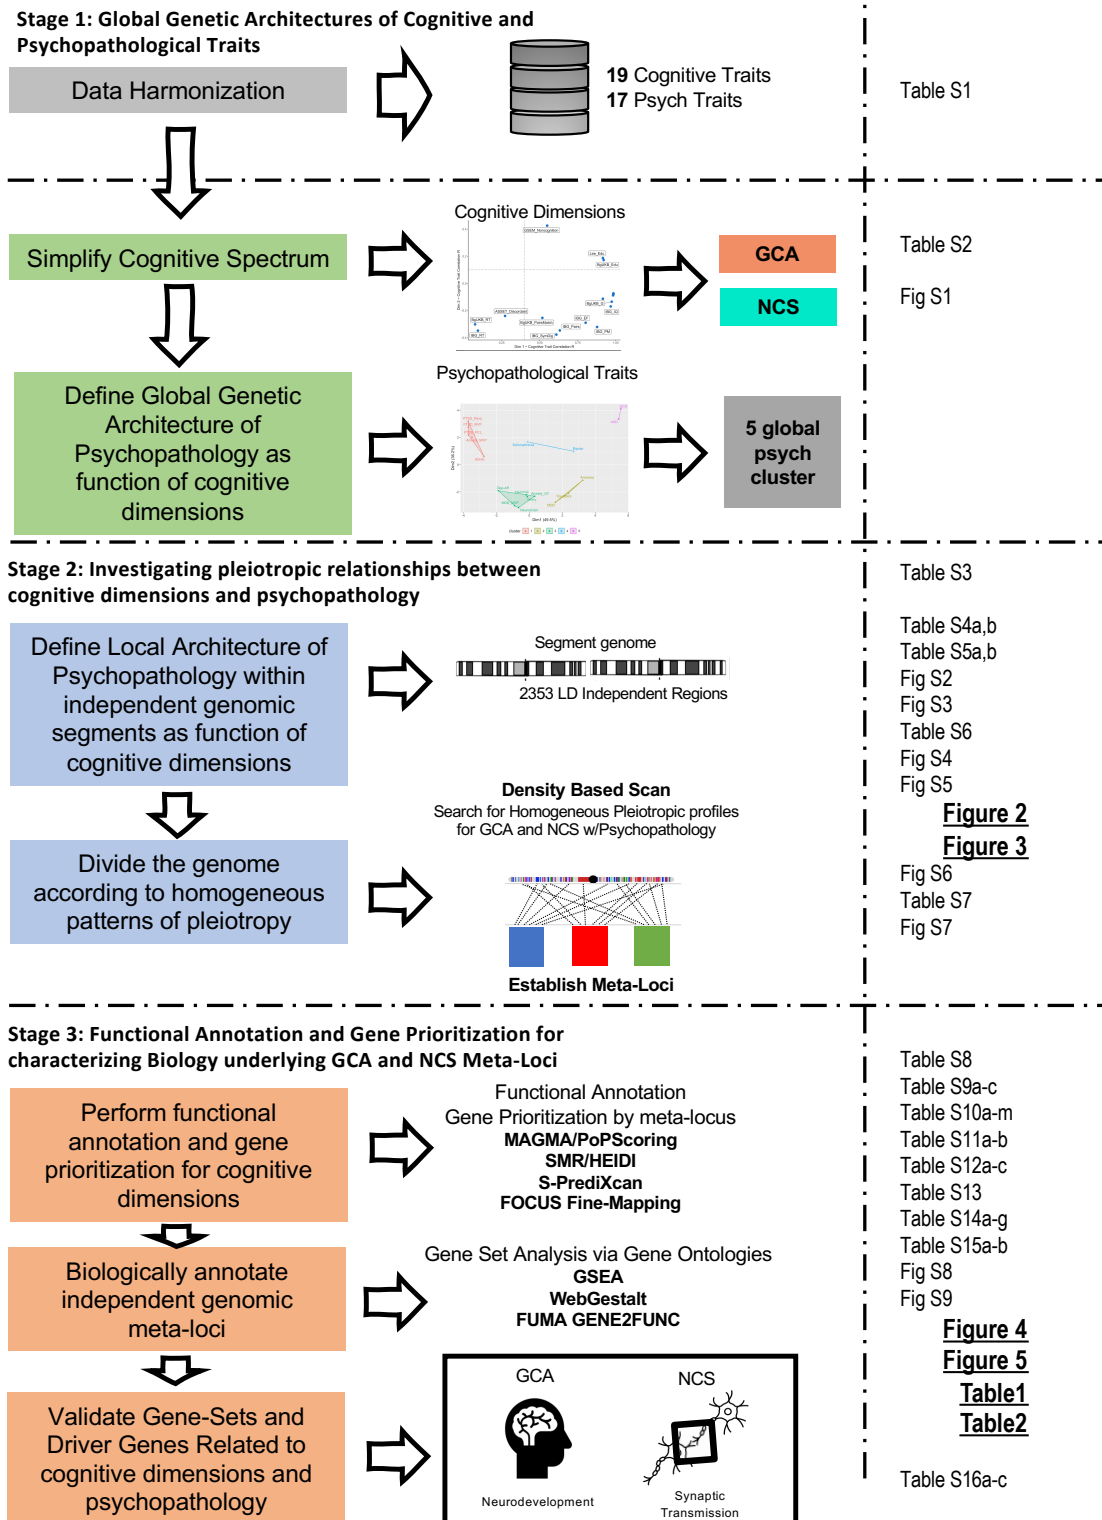 Stage 1: Global Genetic Architectures of Cognitive and
Psychopathological Traits
Data Harmonization
19 Cognitive Traits
17 Psych Traits
Table S1
Simplify Cognitive Spectrum
Cognitive Dimensions
GCA
NCS
Table S2
Fig S1
Define Global Genetic
Architecture of
Psychopathology as
function of cognitive
dimensions
Psychopathological Traits
5 global
psych
cluster
Stage 2: Investigating pleiotropic relationships between
cognitive dimensions and psychopathology
Define Local Architecture of
Psychopathology within
independent genomic
segments as function of
cognitive dimensions
Segment genome
2353 LD Independent Regions
Divide the genome
according to homogeneous
patterns of pleiotropy
Density Based Scan
Search for Homogeneous Pleiotropic profiles
for GCA and NCS w/Psychopathology
Establish Meta-Loci
Table S3
Table S4a,b
Table S5a,b
Fig S2
Fig S3
Table S6
Fig S4
Fig S5
Figure 2
Figure 3
Fig S6
Table S7
Fig S7
Stage 3: Functional Annotation and Gene Prioritization for
characterizing Biology underlying GCA and NCS Meta-Loci
Perform functional
annotation and gene
prioritization for cognitive
dimensions
Functional Annotation
Gene Prioritization by meta-locus
MAGMA/PoPScoring
SMR/HEIDI
S-PrediXcan
FOCUS Fine-Mapping
Biologically annotate
independent genomic
meta-loci
Gene Set Analysis via Gene Ontologies
GSEA
WebGestalt
FUMA GENE2FUNC
Validate Gene-Sets and
Driver Genes Related to
cognitive dimensions and
psychopathology
GCA
Neurodevelopment
NCS
Synaptic
Transmission
Table S8
Table S9a-c
Table S10a-m
Table S11a-b
Table S12a-c
Table S13
Table S14a-g
Table S15a-b
Fig S8
Fig S9
Figure 4
Figure 5
Table1
Table2
Table S16a-c